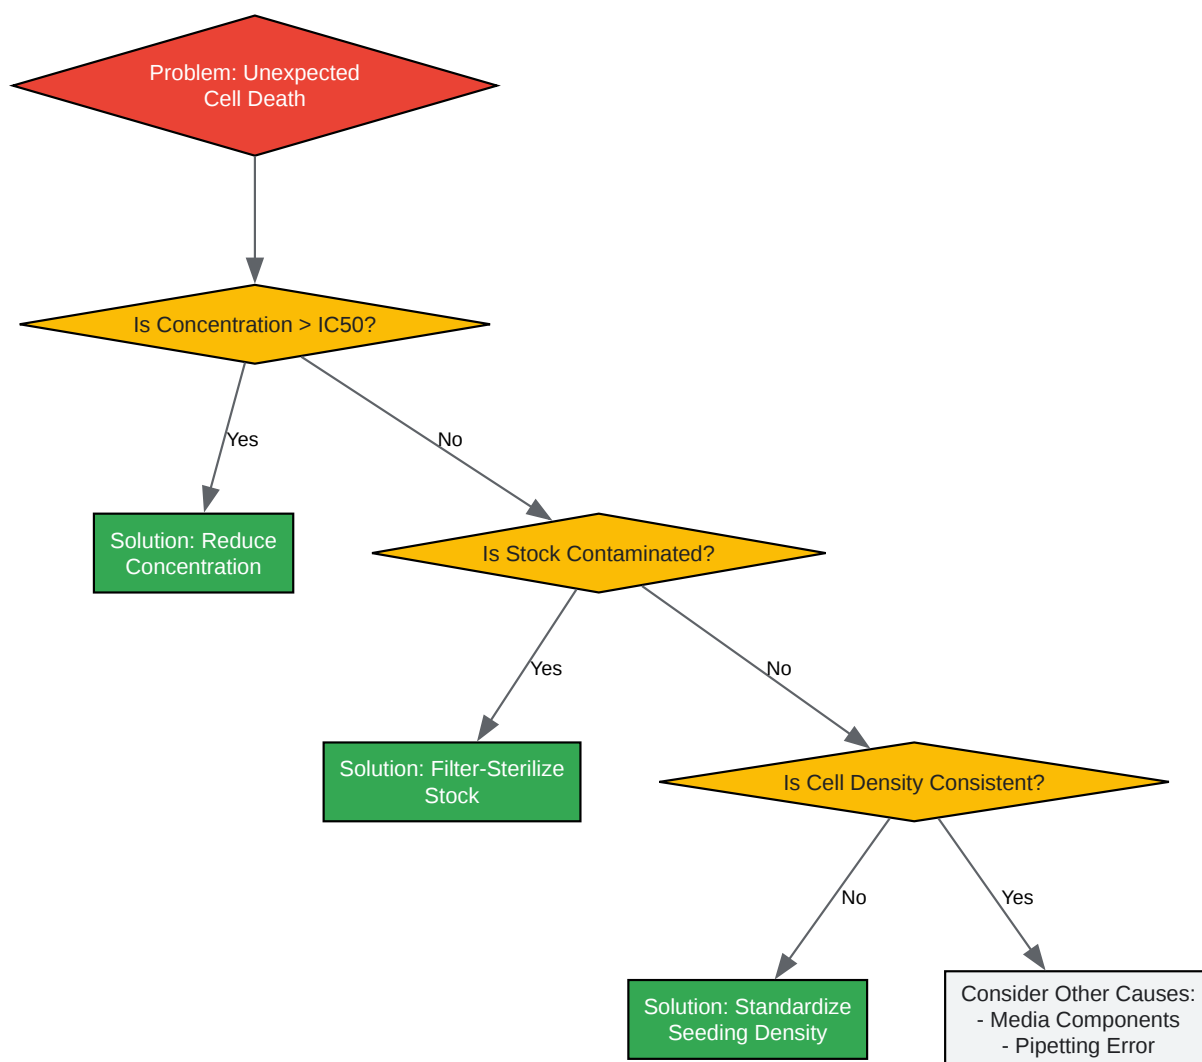 Problem: Unexpected
Cell Death
Is Concentration > IC50?
Yes
No
Solution: Reduce
Concentration
Is Stock Contaminated?
Yes
No
Solution: Filter-Sterilize
Stock
Is Cell Density Consistent?
No
Yes
Solution: Standardize
Seeding Density
Consider Other Causes:
- Media Components
- Pipetting Error